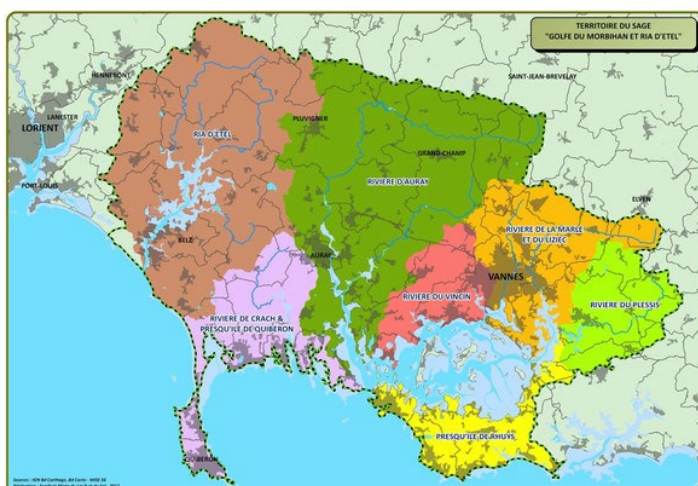 TERRITOIRE DU SAGE
"GOLFE DU MORBIHAN ET RIA D'ETEL"
HENNEBONT
SAINT-JEAN-BREVELAY
LANESTER
LORIENT
PLUVIGNER
RIA D'ETEL
GRAND-CHAMP
PORT-LOUIS
RIVIERE D'AURAY
ELVEN
BELZ
RIVIERE DE LA MARLE
ET DU LIZIEC
AURAY
VANNES
RIVIERE DU VINCIN
RIVIERE DU PLESSIS
RIVIERE DE CRACH &
PRESQU'ILE DE QUIBERON
PRESQU'ILE DE RHUYS
QUIBERON